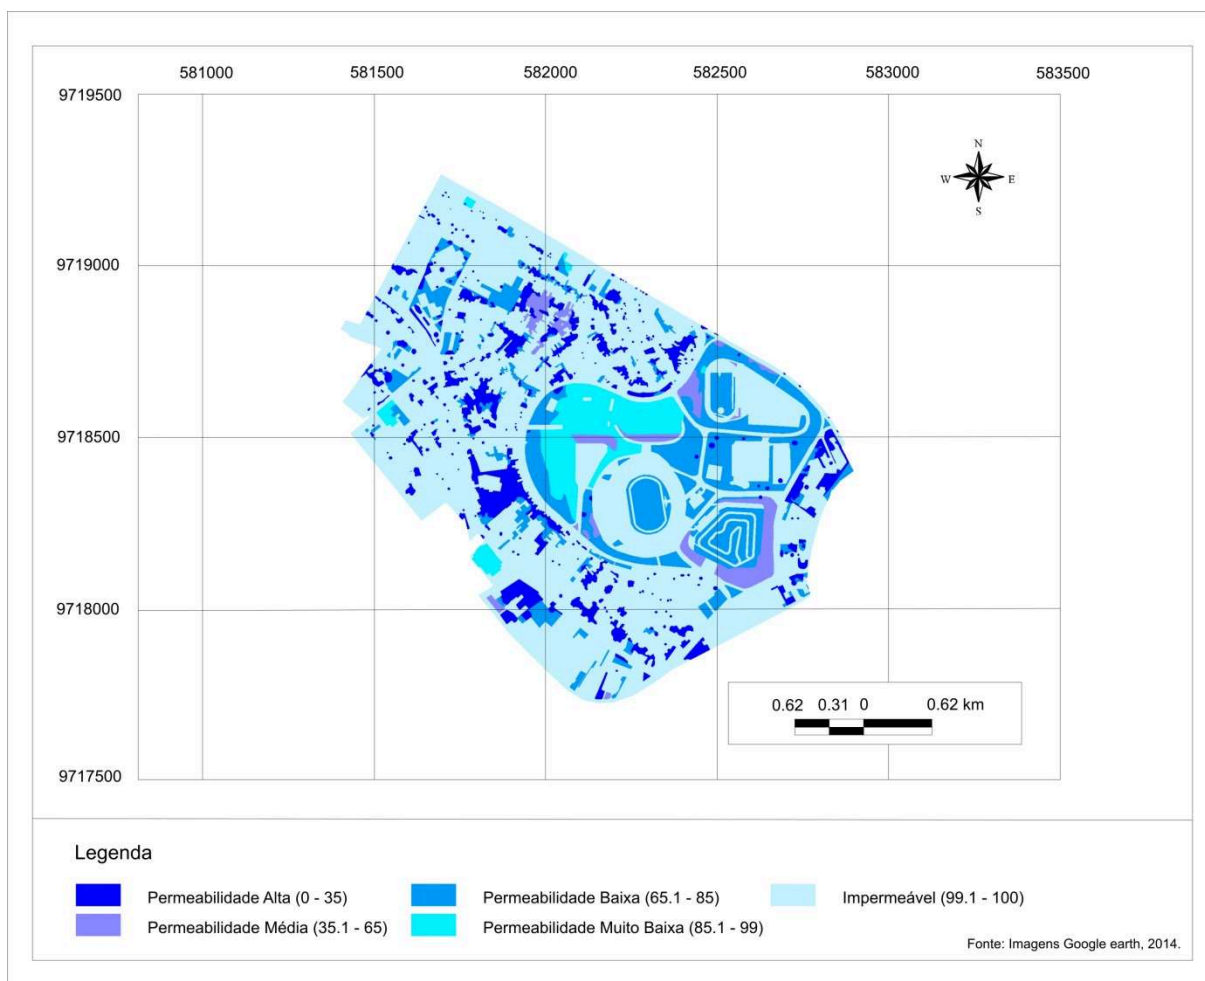 581000 581500 582000 582500 583000 583500
9719500
N
W E
S
9719000
9718500
9718000
0.62 0.31 0 0.62 km
9717500
Legenda
Permeabilidade Alta (0 - 35) Permeabilidade Baixa (65.1 - 85) Impermeável (99.1 - 100)
Permeabilidade Média (35.1 - 65) Permeabilidade Muito Baixa (85.1 - 99)
Fonte: Imagens Google earth, 2014.